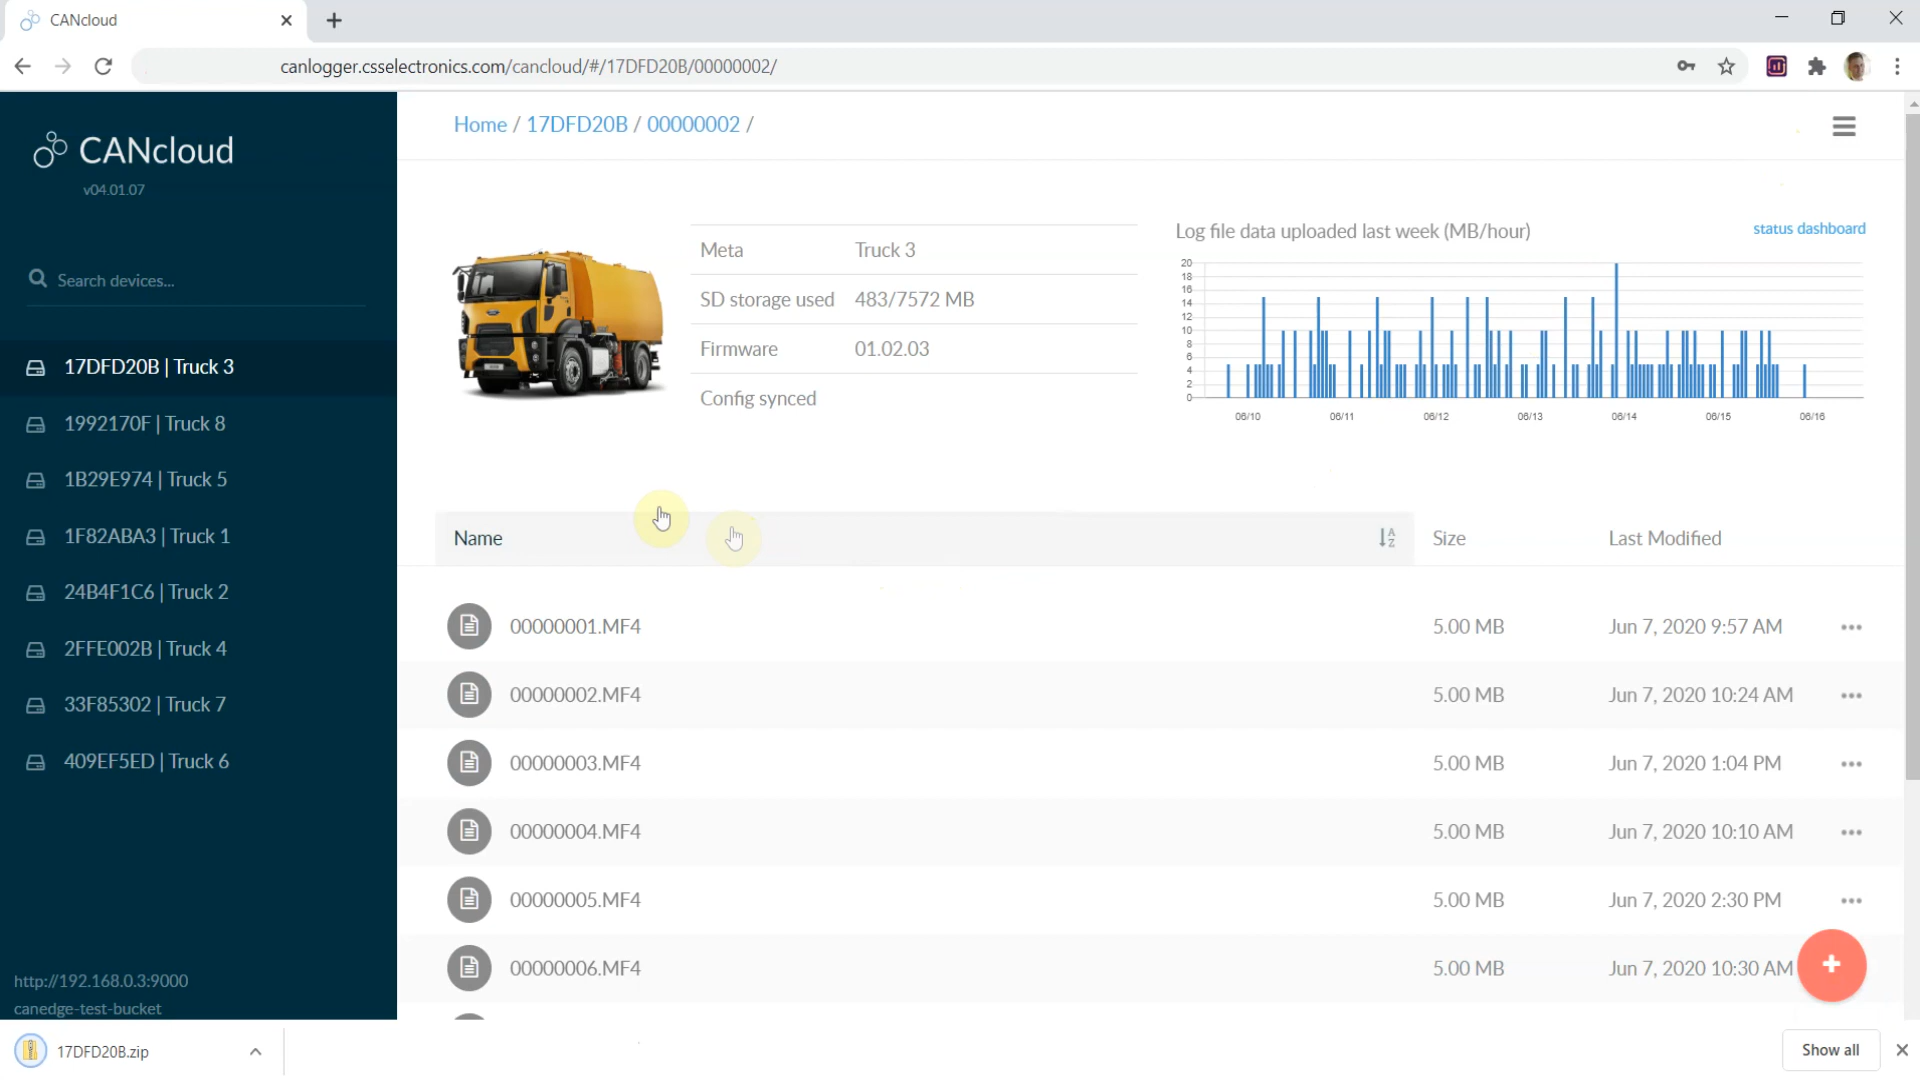 CANcloud
canlogger.csselectronics.com/cancloud/#/17DFD20B/00000002/
CANcloud
v04.01.07
Search devices...
17DFD20B | Truck 3
1992170F | Truck 8
1B29E974 | Truck 5
1F82ABA3 | Truck 1
24B4F1C6 | Truck 2
2FFE002B | Truck 4
33F85302 | Truck 7
409EF5ED | Truck 6
http://192.168.0.3:9000
canedge-test-bucket
Home / 17DFD20B / 00000002 /
Meta Truck 3
SD storage used 483/7572 MB
Firmware 01.02.03
Config synced
Log file data uploaded last week (MB/hour)
status dashboard
20
18
16
14
12
10
8
6
4
2
0
06/10 06/11 06/12 06/13 06/14 06/15 06/16
Name Size Last Modified
00000001.MF4 5.00 MB Jun 7, 2020 9:57 AM
00000002.MF4 5.00 MB Jun 7, 2020 10:24 AM
00000003.MF4 5.00 MB Jun 7, 2020 1:04 PM
00000004.MF4 5.00 MB Jun 7, 2020 10:10 AM
00000005.MF4 5.00 MB Jun 7, 2020 2:30 PM
00000006.MF4 5.00 MB Jun 7, 2020 10:30 AM
17DFD20B.zip
Show all